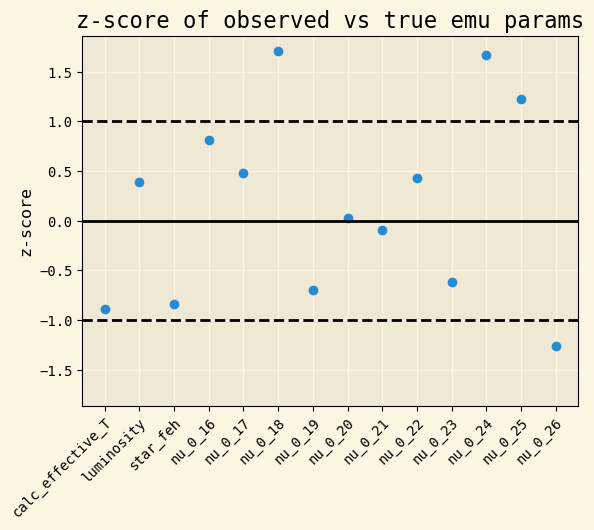 z-score of observed vs true emu params
z-score
1.5
1.0
0.5
0.0
−0.5
−1.0
−1.5
calc_effective_T
luminosity
star_feh
nu_0_16
nu_0_17
nu_0_18
nu_0_19
nu_0_20
nu_0_21
nu_0_22
nu_0_23
nu_0_24
nu_0_25
nu_0_26